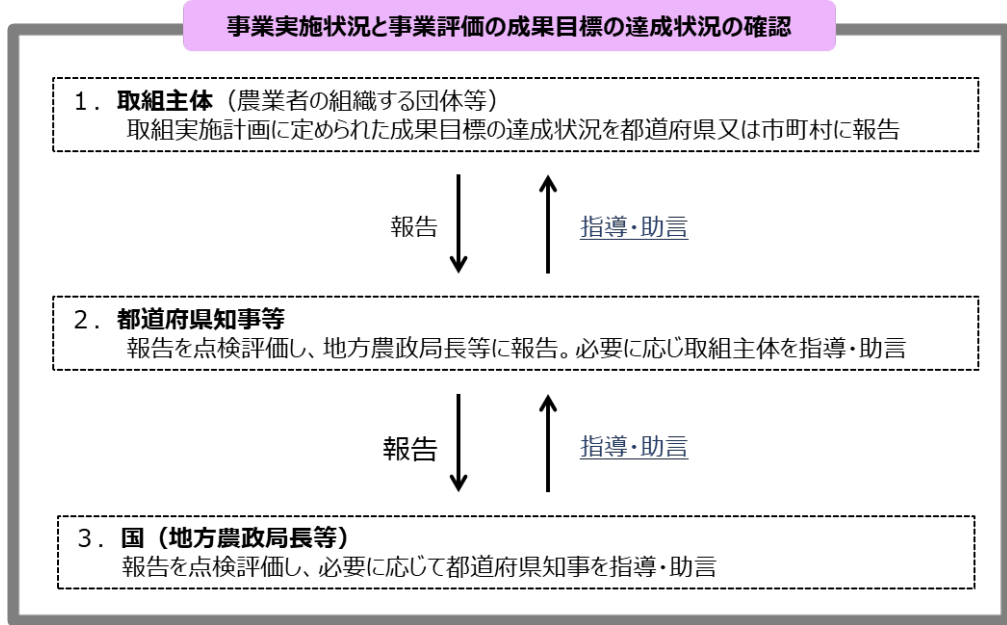 事業実施状況と事業評価の成果目標の達成状況の確認
１．取組主体（農業者の組織する団体等）
取組実施計画に定められた成果目標の達成状況を都道府県又は市町村に報告
報告
指導・助言
２．都道府県知事等
報告を点検評価し、地方農政局長等に報告。必要に応じ取組主体を指導・助言
報告
指導・助言
３．国（地方農政局長等）
報告を点検評価し、必要に応じて都道府県知事を指導・助言